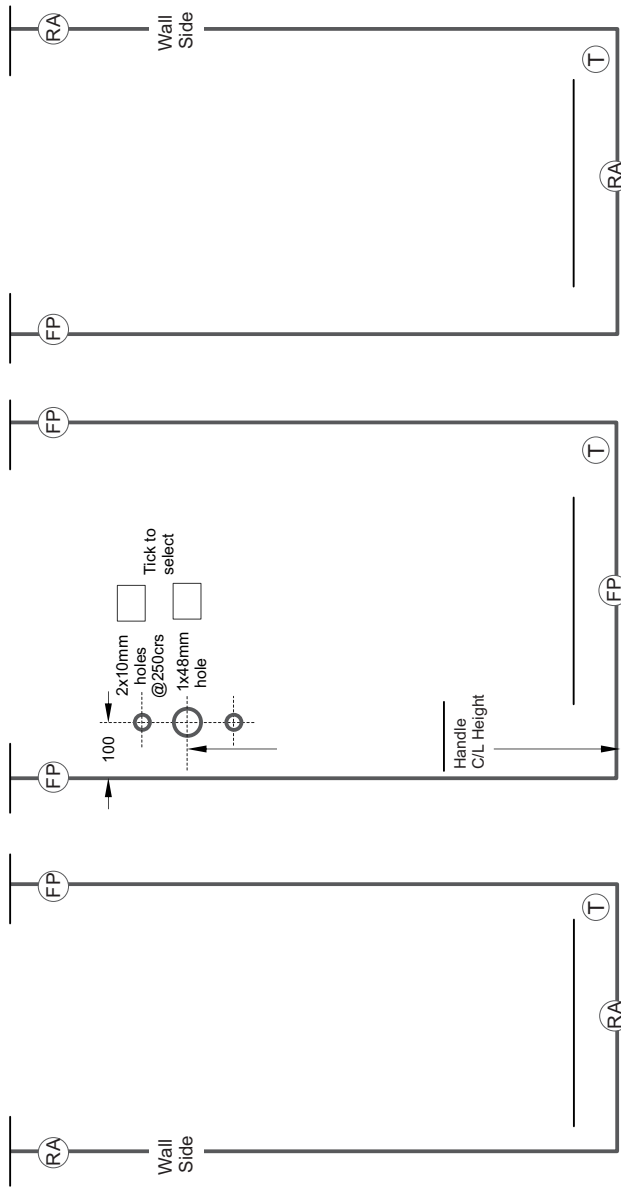 RA
Wall
Side
FP
T
RA
FP
FP
100
2x10mm
holes
@250crs
Tick to
select
1x48mm
hole
Handle
C/L Height
T
FP
FP
RA
Wall
Side
T
RA